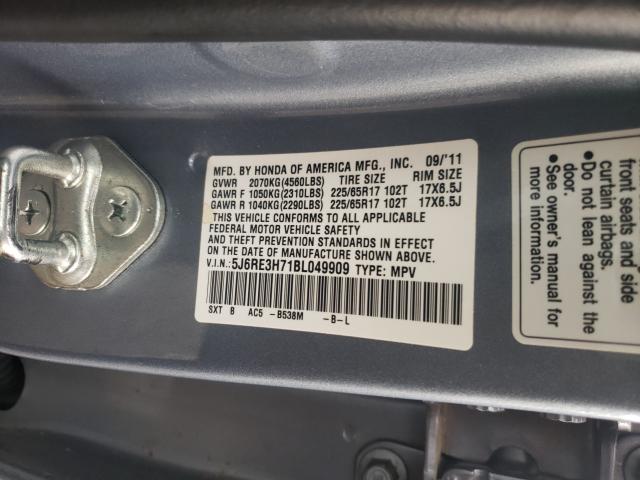 MFD. BY HONDA OF AMERICA MFG., INC. 09/'11
GVWR 2070KG(4560LBS) TIRE SIZE RIM SIZE
GAWR F 1050KG(2310LBS) 225/65R17 102T 17X6.5J
GAWR R 1040KG(2290LBS) 225/65R17 102T 17X6.5J
THIS VEHICLE CONFORMS TO ALL APPLICABLE
FEDERAL MOTOR VEHICLE SAFETY
AND THEFT PREVENTION STANDARDS IN EFFECT
ON THE DATE OF MANUFACTURE SHOWN ABOVE.
V.I.N.:5J6RE3H71BL049909 TYPE: MPV
SXT B AC5 -B538M -B-L
front seats and side
curtain airbags.
• Do not lean against the
door.
• See owner's manual for
more information.